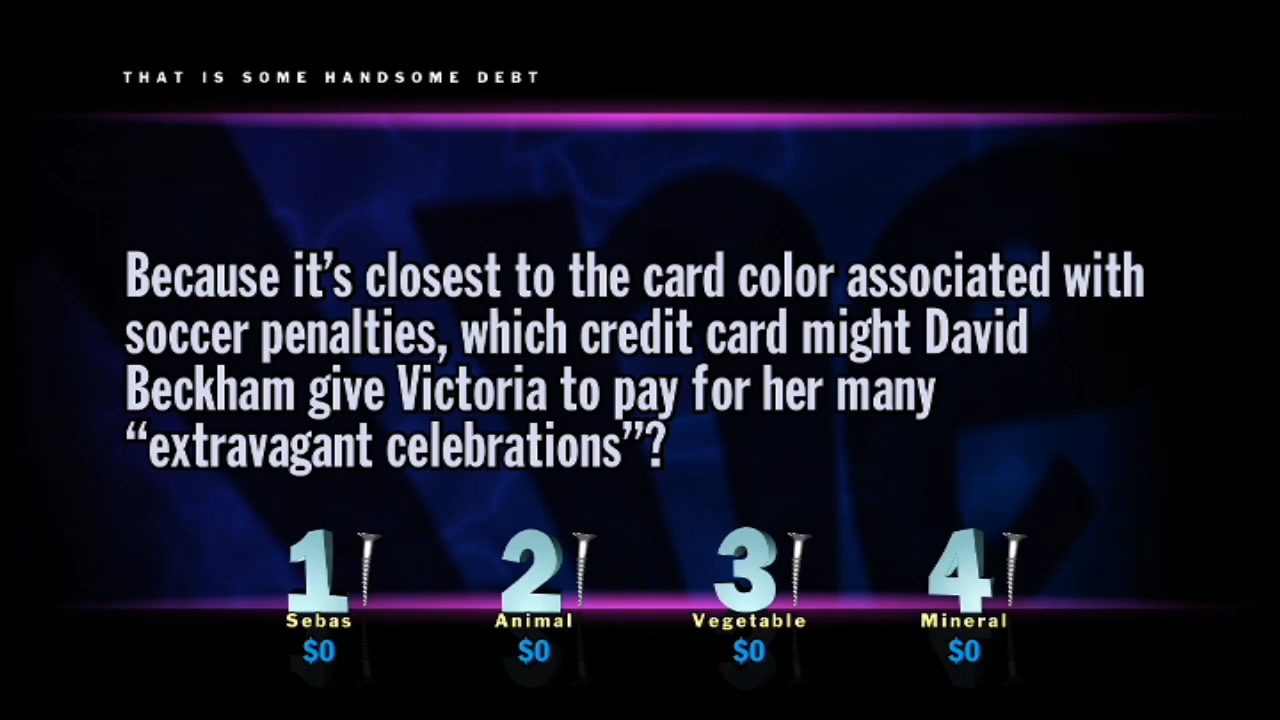 THAT IS SOME HANDSOME DEBT
Because it's closest to the card color associated with
soccer penalties, which credit card might David
Beckham give Victoria to pay for her many
“extravagant celebrations”?
1 2 3 4
Sebas Animal Vegetable Mineral
$0 $0 $0 $0